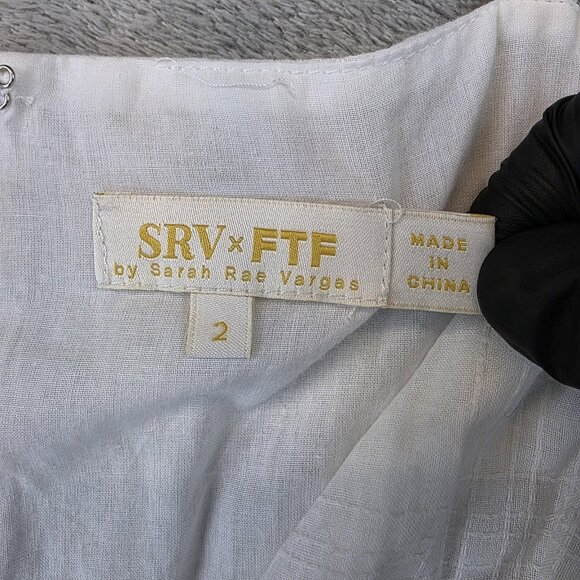 SRV x FTF
by Sarah Rae Vargas
MADE
IN
CHINA
2